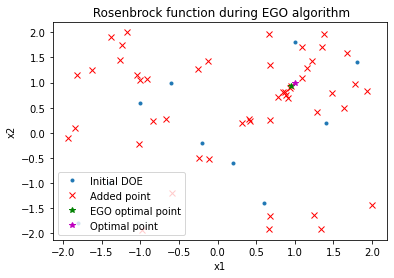 Rosenbrock function during EGO algorithm
2.0
1.5
1.0
0.5
0.0
−0.5
−1.0
−1.5
−2.0
x2
Initial DOE
Added point
EGO optimal point
Optimal point
−2.0 −1.5 −1.0 −0.5 0.0 0.5 1.0 1.5 2.0
x1